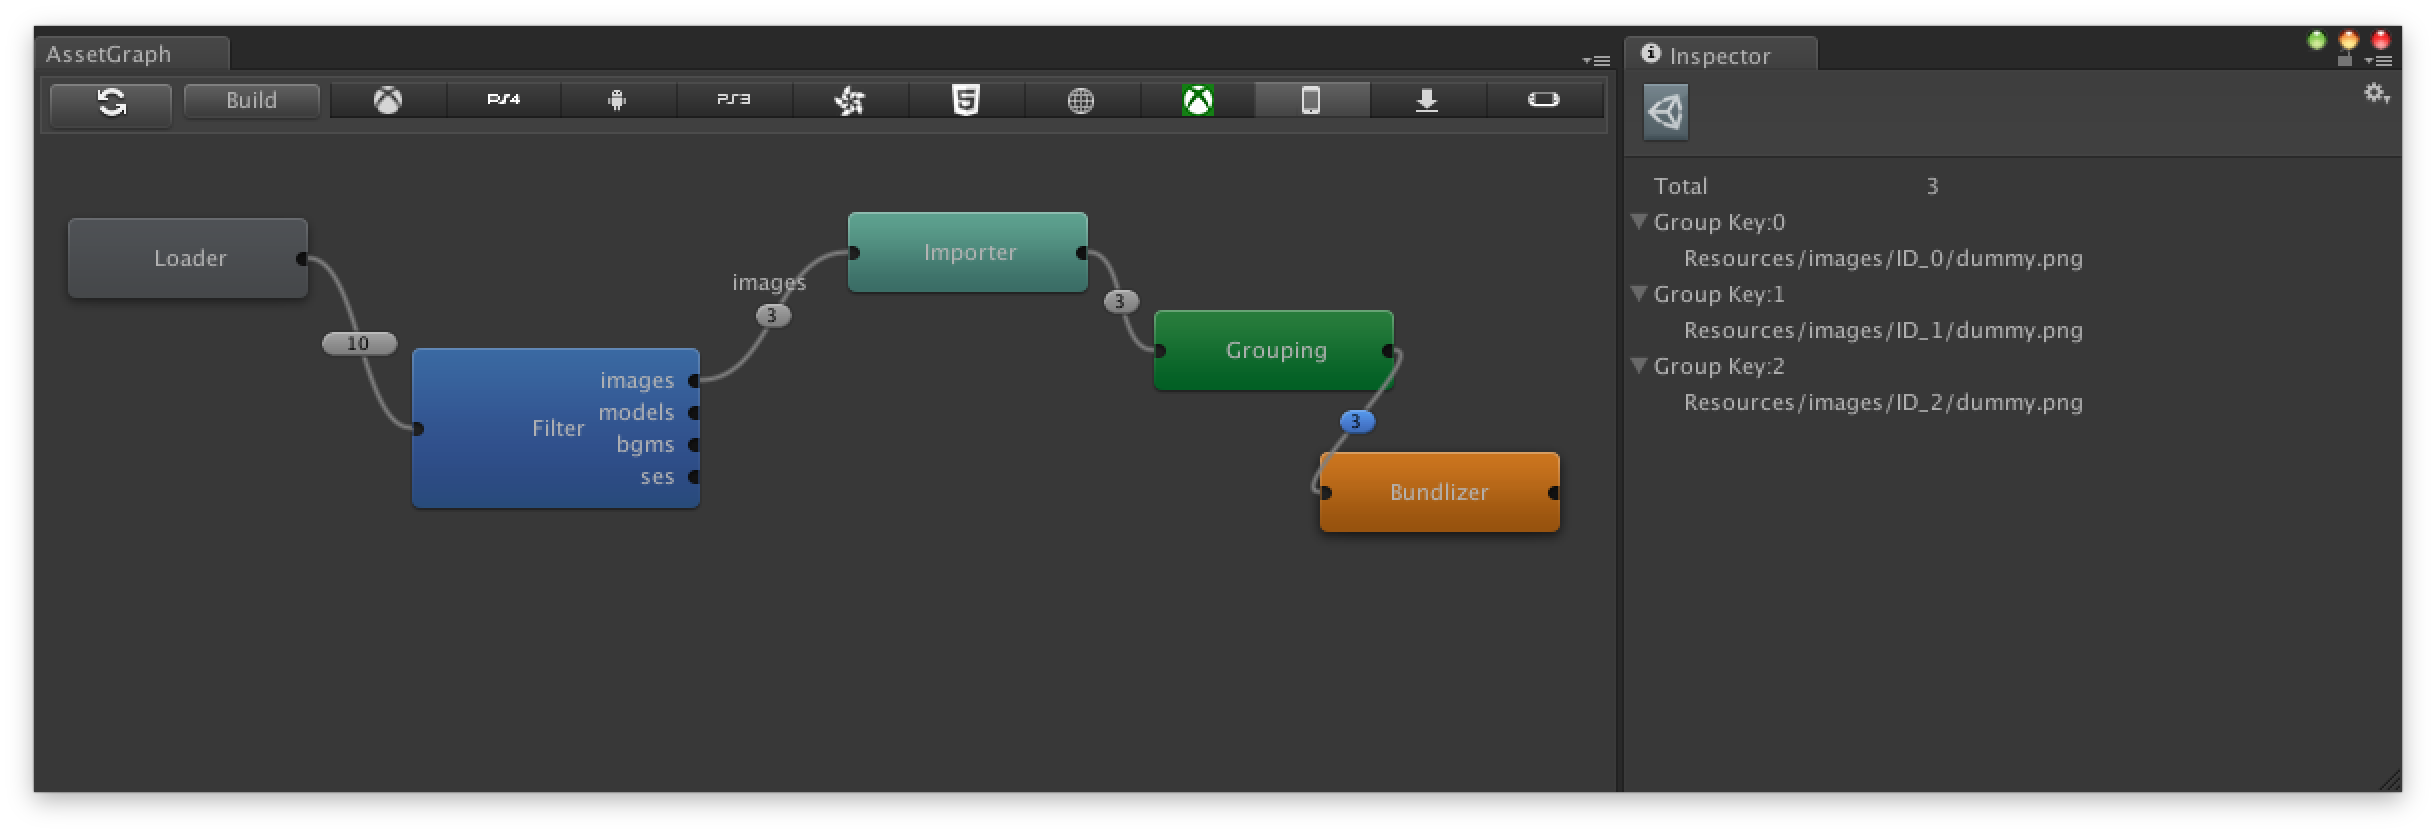 AssetGraph
Build
PS4
PS3
5
Loader
10
Filter
images
models
bgms
ses
images
3
Importer
3
Grouping
3
Bundlizer
Inspector
Total 3
Group Key:0
Resources/images/ID_0/dummy.png
Group Key:1
Resources/images/ID_1/dummy.png
Group Key:2
Resources/images/ID_2/dummy.png